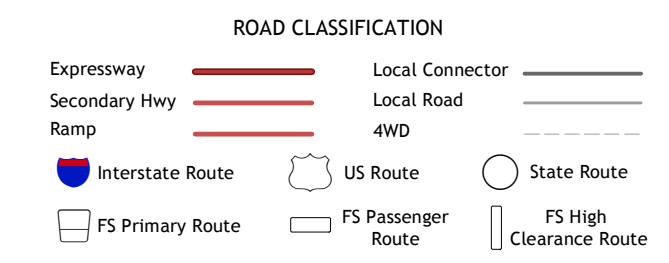 ROAD CLASSIFICATION
Expressway
Local Connector
Secondary Hwy
Local Road
Ramp
4WD
Interstate Route
US Route
State Route
FS Primary Route
FS Passenger
Route
FS High
Clearance Route